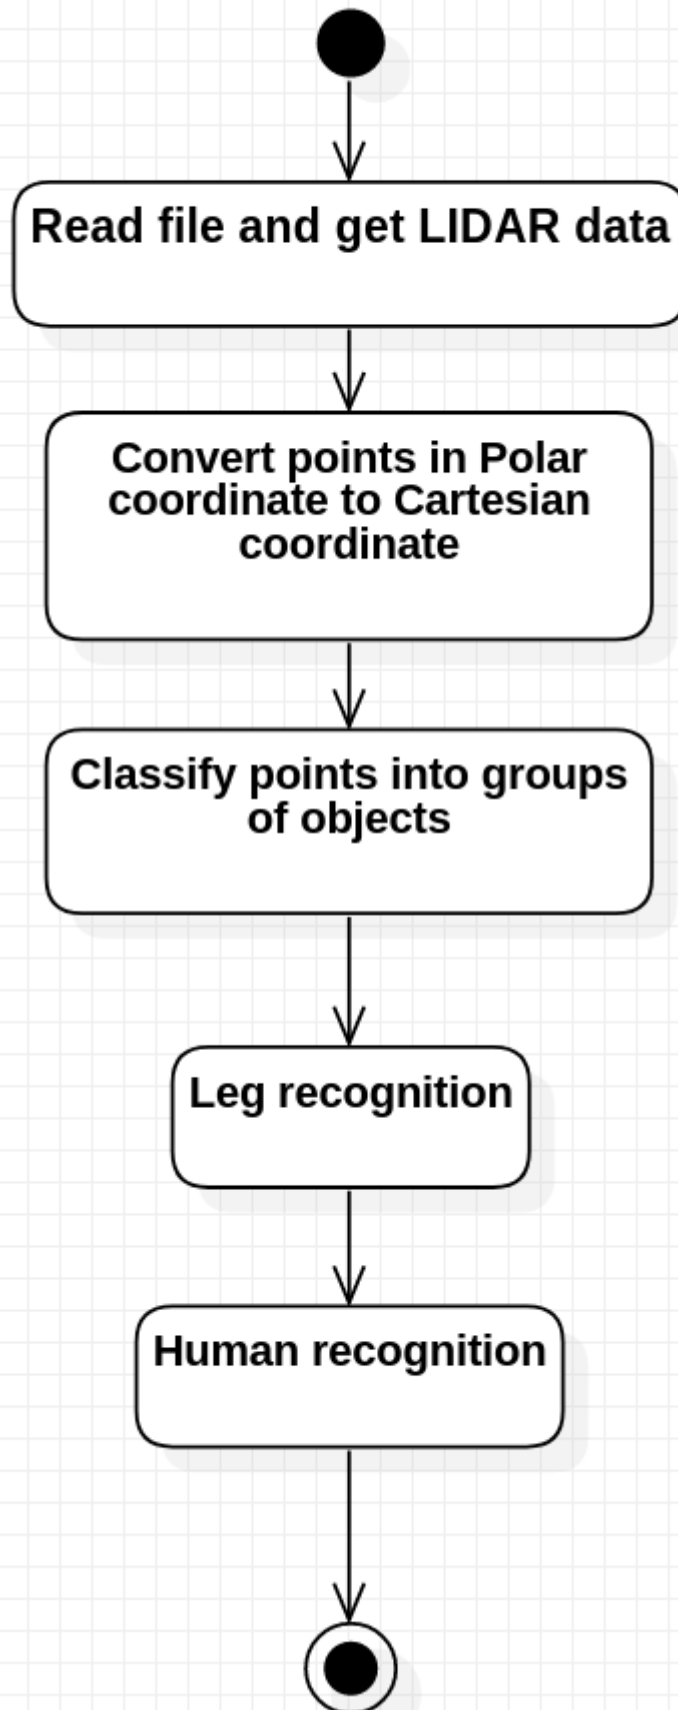 Read file and get LIDAR data
Convert points in Polar
coordinate to Cartesian
coordinate
Classify points into groups
of objects
Leg recognition
Human recognition